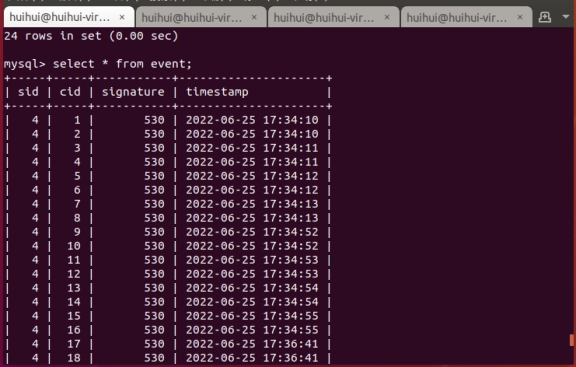 huihui@huihui-vir... × huihui@huihui-vir... × huihui@huihui-vir... × huihui@huihui-vir... ×
24 rows in set (0.00 sec)
mysql> select * from event;
+-----+-----+-----------+---------------------+
| sid | cid | signature | timestamp           |
+-----+-----+-----------+---------------------+
|   4 |   1 |       530 | 2022-06-25 17:34:10 |
|   4 |   2 |       530 | 2022-06-25 17:34:10 |
|   4 |   3 |       530 | 2022-06-25 17:34:11 |
|   4 |   4 |       530 | 2022-06-25 17:34:11 |
|   4 |   5 |       530 | 2022-06-25 17:34:12 |
|   4 |   6 |       530 | 2022-06-25 17:34:12 |
|   4 |   7 |       530 | 2022-06-25 17:34:13 |
|   4 |   8 |       530 | 2022-06-25 17:34:13 |
|   4 |   9 |       530 | 2022-06-25 17:34:52 |
|   4 |  10 |       530 | 2022-06-25 17:34:52 |
|   4 |  11 |       530 | 2022-06-25 17:34:53 |
|   4 |  12 |       530 | 2022-06-25 17:34:53 |
|   4 |  13 |       530 | 2022-06-25 17:34:54 |
|   4 |  14 |       530 | 2022-06-25 17:34:54 |
|   4 |  15 |       530 | 2022-06-25 17:34:55 |
|   4 |  16 |       530 | 2022-06-25 17:34:55 |
|   4 |  17 |       530 | 2022-06-25 17:36:41 |
|   4 |  18 |       530 | 2022-06-25 17:36:41 |